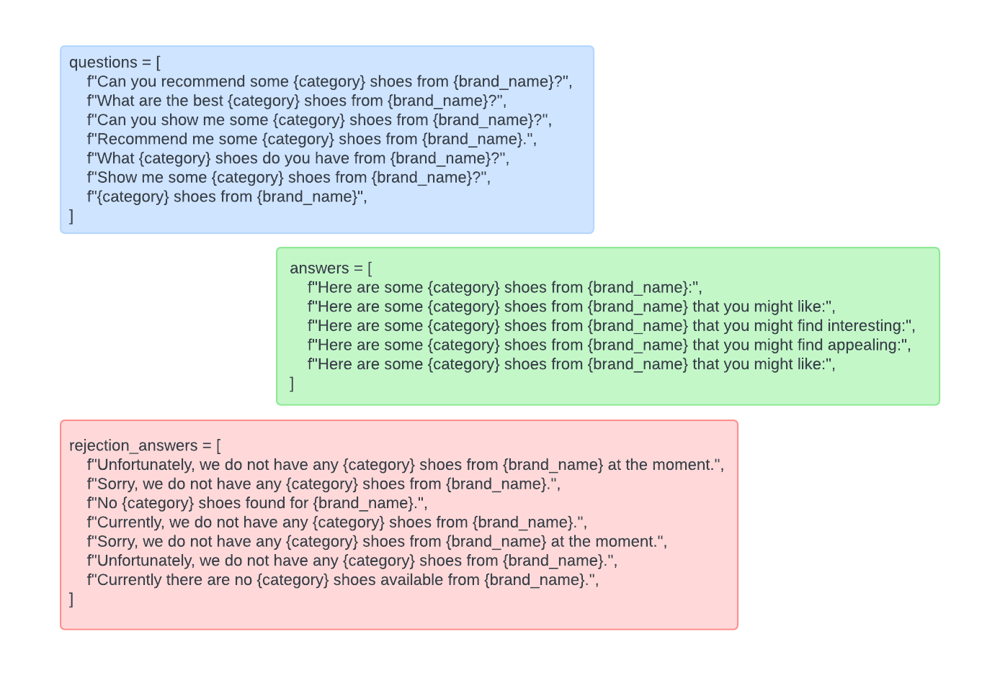 questions = [
    f"Can you recommend some {category} shoes from {brand_name}?",
    f"What are the best {category} shoes from {brand_name}?",
    f"Can you show me some {category} shoes from {brand_name}?",
    f"Recommend me some {category} shoes from {brand_name}.",
    f"What {category} shoes do you have from {brand_name}?",
    f"Show me some {category} shoes from {brand_name}?",
    f"{category} shoes from {brand_name}",
]
answers = [
    f"Here are some {category} shoes from {brand_name}:",
    f"Here are some {category} shoes from {brand_name} that you might like:",
    f"Here are some {category} shoes from {brand_name} that you might find interesting:",
    f"Here are some {category} shoes from {brand_name} that you might find appealing:",
    f"Here are some {category} shoes from {brand_name} that you might like:",
]
rejection_answers = [
    f"Unfortunately, we do not have any {category} shoes from {brand_name} at the moment.",
    f"Sorry, we do not have any {category} shoes from {brand_name}.",
    f"No {category} shoes found for {brand_name}.",
    f"Currently, we do not have any {category} shoes from {brand_name}.",
    f"Sorry, we do not have any {category} shoes from {brand_name} at the moment.",
    f"Unfortunately, we do not have any {category} shoes from {brand_name}.",
    f"Currently there are no {category} shoes available from {brand_name}.",
]